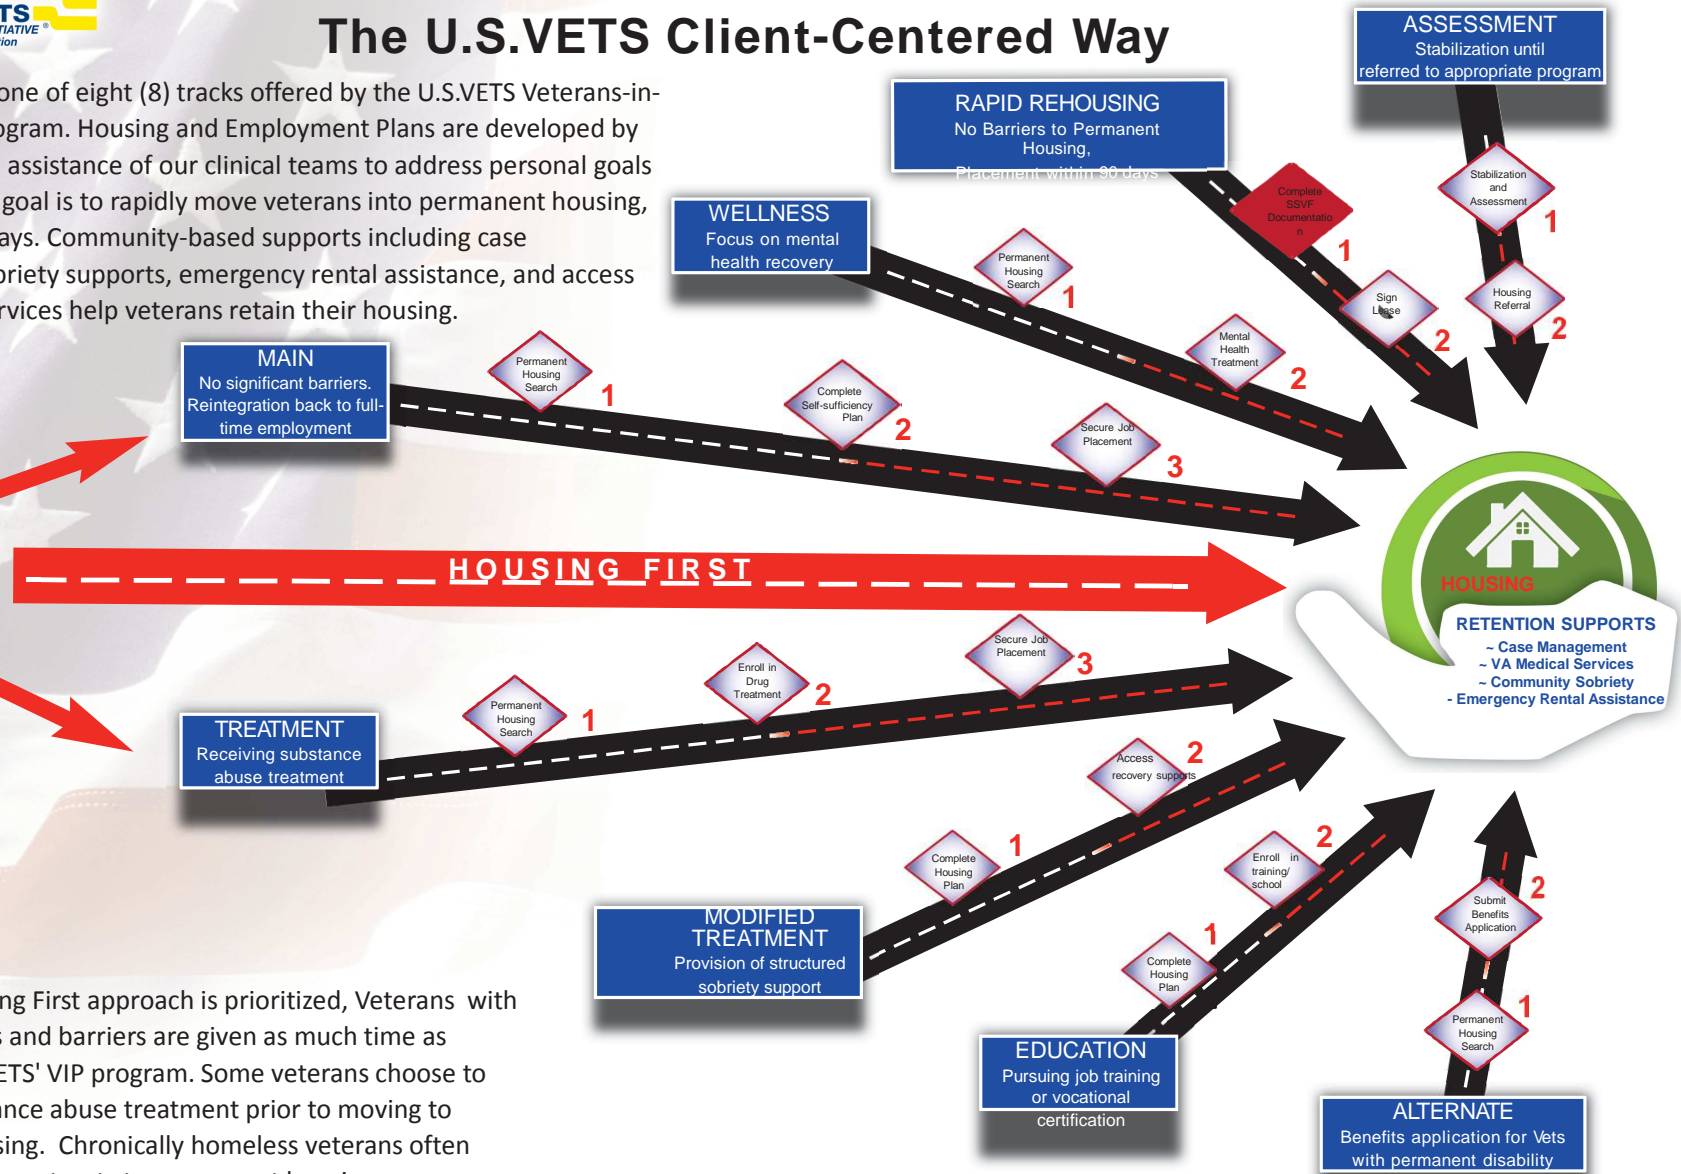 TS
TIATIVE ®
tion
The U.S.VETS Client-Centered Way
one of eight (8) tracks offered by the U.S.VETS Veterans-in-
ogram. Housing and Employment Plans are developed by
assistance of our clinical teams to address personal goals
goal is to rapidly move veterans into permanent housing,
ays. Community-based supports including case
briety supports, emergency rental assistance, and access
rvices help veterans retain their housing.
ASSESSMENT
Stabilization until
referred to appropriate program
Stabilization
and
Assessment
1
Housing
Referral
2
RAPID REHOUSING
No Barriers to Permanent
Housing,
Placement within 90 days
Complete
SSVF
Documentatio
n
1
Sign
Lease
2
WELLNESS
Focus on mental
health recovery
Permanent
Housing
Search
1
Mental
Health
Treatment
2
MAIN
No significant barriers.
Reintegration back to full-
time employment
Permanent
Housing
Search
1
Complete
Self-sufficiency
Plan
2
Secure Job
Placement
3
HOUSING FIRST
HOUSING
RETENTION SUPPORTS
~ Case Management
~ VA Medical Services
~ Community Sobriety
- Emergency Rental Assistance
TREATMENT
Receiving substance
abuse treatment
Permanent
Housing
Search
1
Enroll in
Drug
Treatment
2
Secure Job
Placement
3
MODIFIED
TREATMENT
Provision of structured
sobriety support
Complete
Housing
Plan
1
Access
recovery supports
2
EDUCATION
Pursuing job training
or vocational
certification
Complete
Housing
Plan
1
Enroll in
training/
school
2
ALTERNATE
Benefits application for Vets
with permanent disability
Permanent
Housing
Search
1
Submit
Benefits
Application
2
ing First approach is prioritized, Veterans with
s and barriers are given as much time as
ETS' VIP program. Some veterans choose to
ance abuse treatment prior to moving to
sing. Chronically homeless veterans often